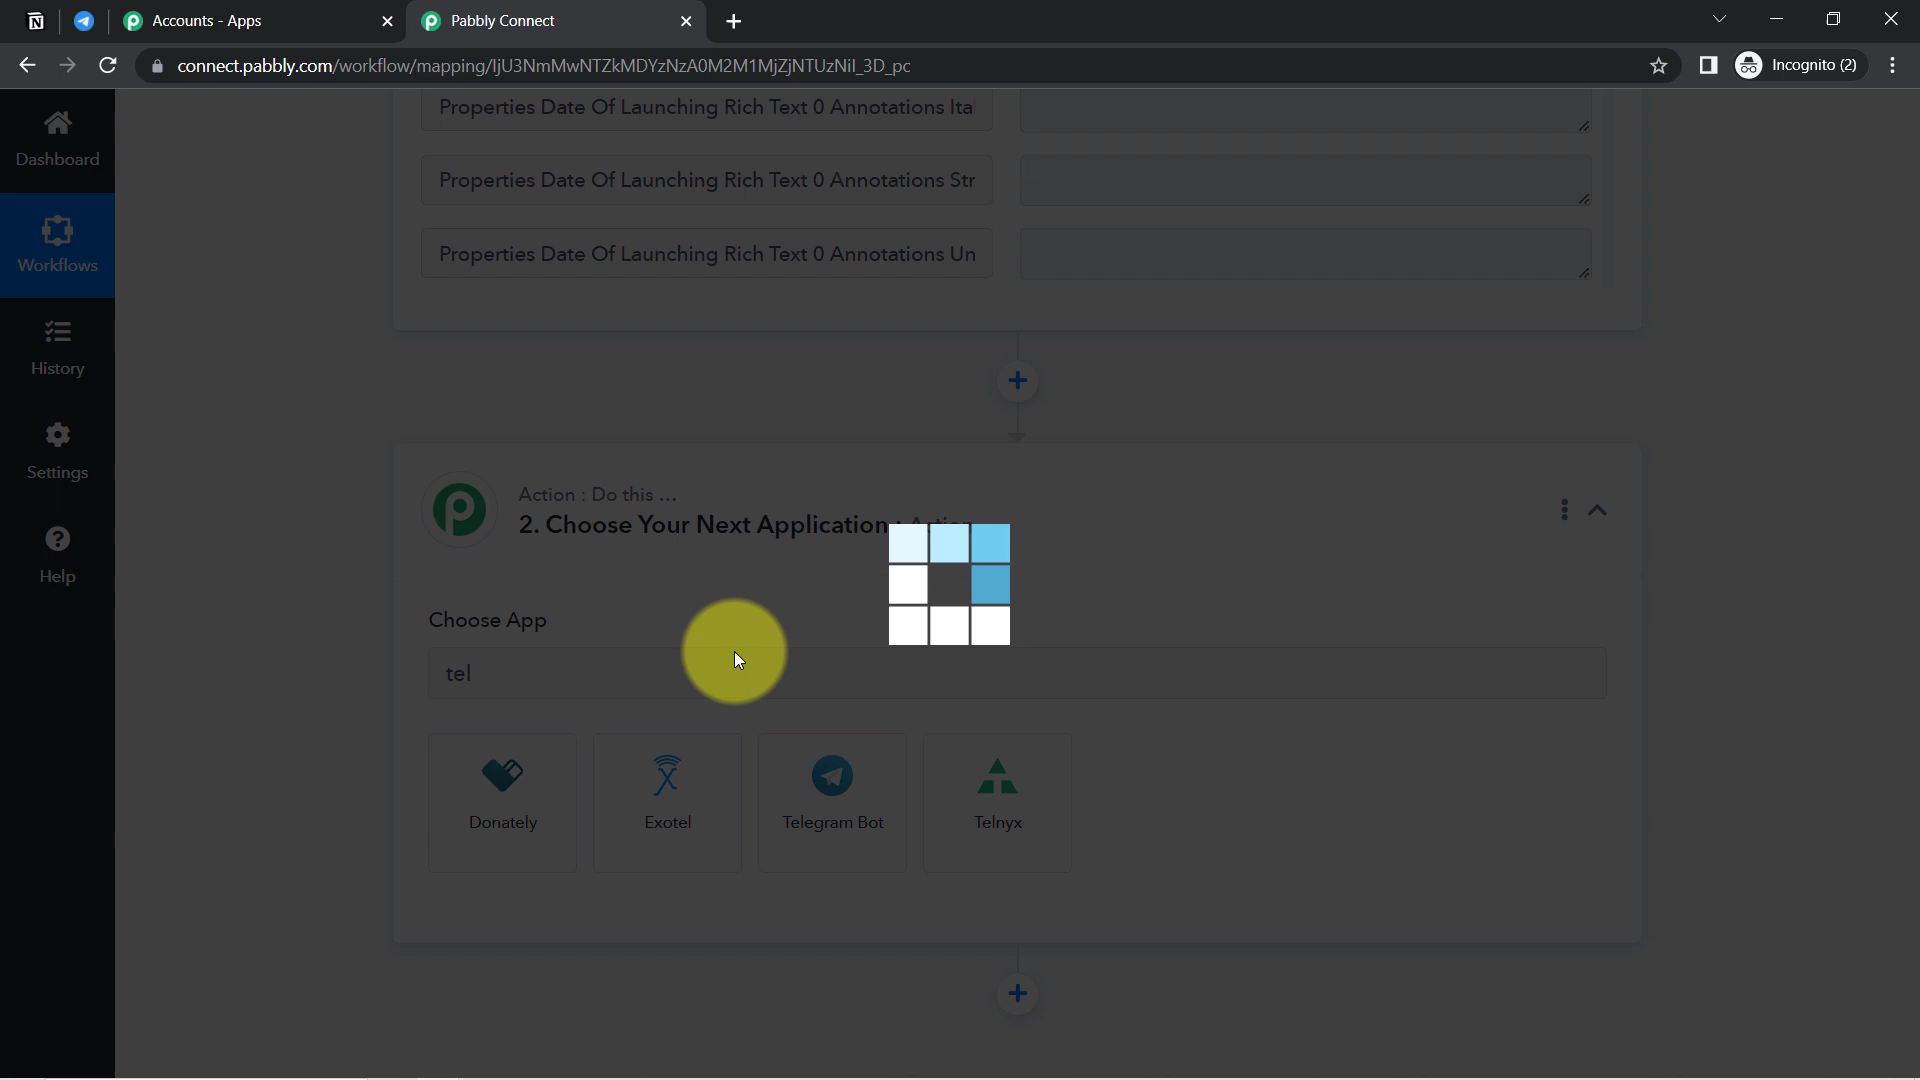 Accounts - Apps
Pabbly Connect
connect.pabbly.com/workflow/mapping/IjU3NmMwNTZkMDYzNzA0M2M1MjZjNTUzNiI_3D_pc
Incognito (2)
Dashboard
Workflows
History
Settings
Help
Properties Date Of Launching Rich Text 0 Annotations Ita
Properties Date Of Launching Rich Text 0 Annotations Str
Properties Date Of Launching Rich Text 0 Annotations Un
Action : Do this ...
2. Choose Your Next Application
Choose App
tel
Donately
Exotel
Telegram Bot
Telnyx